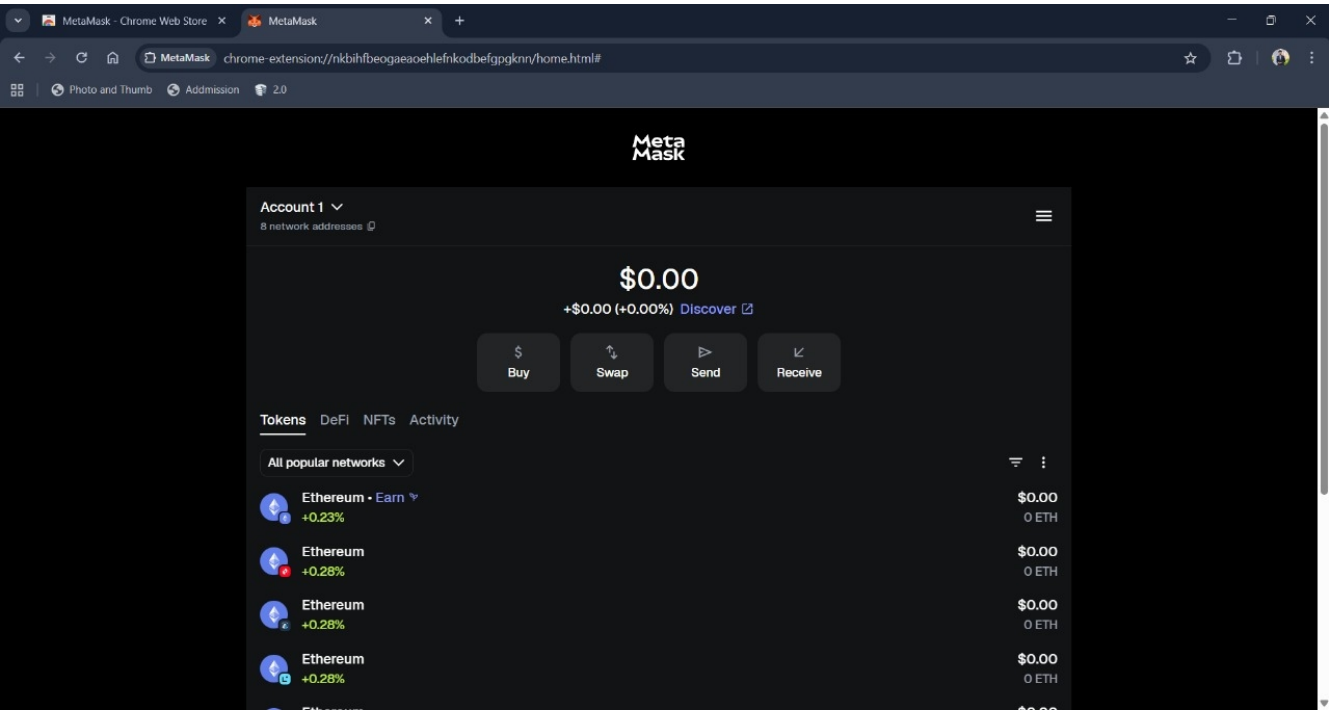 MetaMask - Chrome Web Store
MetaMask
MetaMask chrome-extension://nkbihfbeogaeaoehlefnkodbefgpgknn/home.html#
Photo and Thumb Addmission 2.0
Meta
Mask
Account 1
8 network addresses
$0.00
+$0.00 (+0.00%) Discover
$
Buy Swap Send Receive
Tokens DeFi NFTs Activity
All popular networks
Ethereum • Earn $0.00
+0.23% 0 ETH
Ethereum $0.00
+0.28% 0 ETH
Ethereum $0.00
+0.28% 0 ETH
Ethereum $0.00
+0.28% 0 ETH